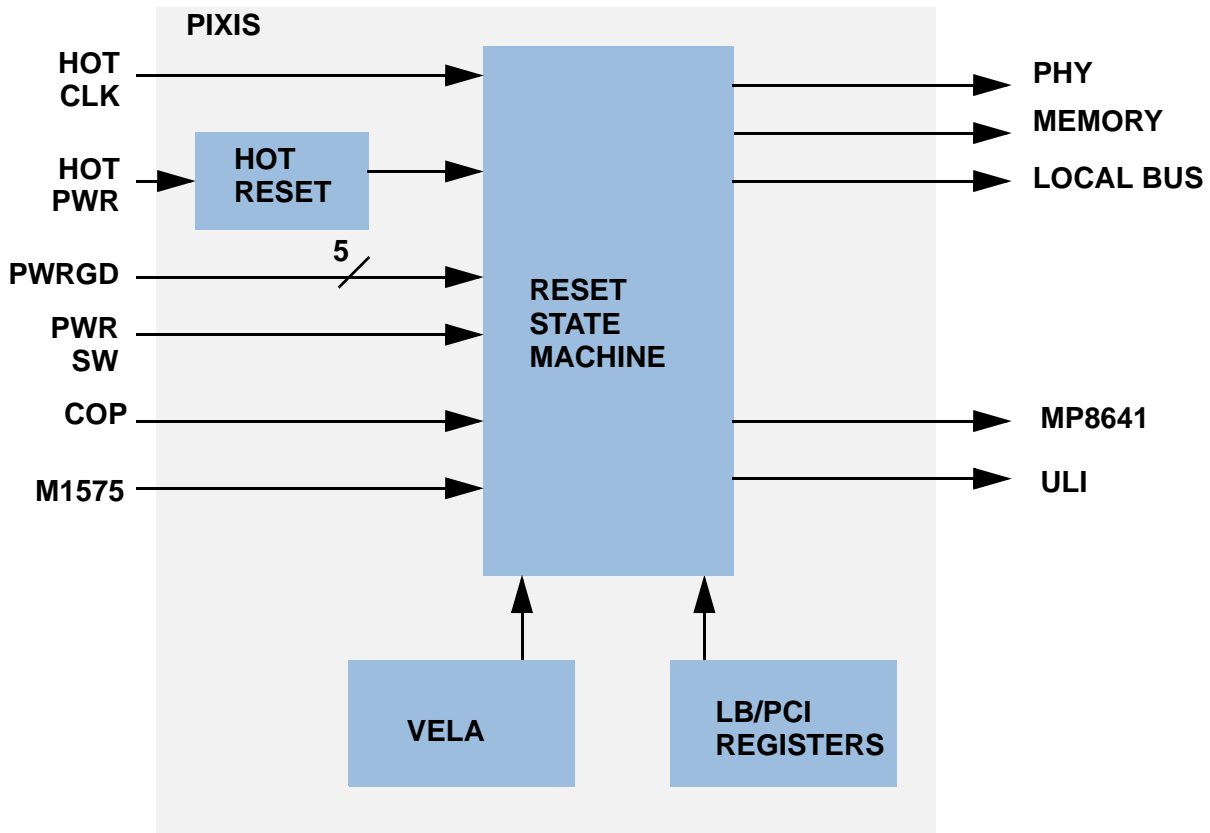 PIXIS
HOT
CLK
HOT
PWR
HOT
RESET
5
PWRGD
PWR
SW
COP
M1575
RESET
STATE
MACHINE
PHY
MEMORY
LOCAL BUS
MP8641
ULI
VELA
LB/PCI
REGISTERS